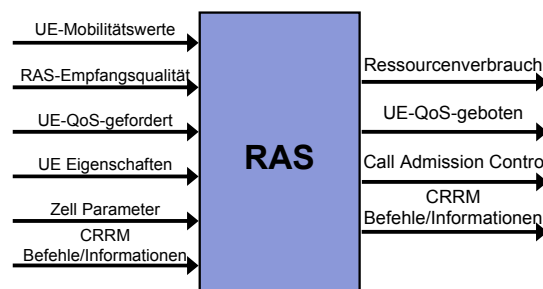 UE-Mobilitätswerte
RAS-Empfangsqualität
UE-QoS-gefordert
UE Eigenschaften
Zell Parameter
CRRM
Befehle/Informationen
RAS
Ressourcenverbrauch
UE-QoS-geboten
Call Admission Contro
CRRM
Befehle/Informationen